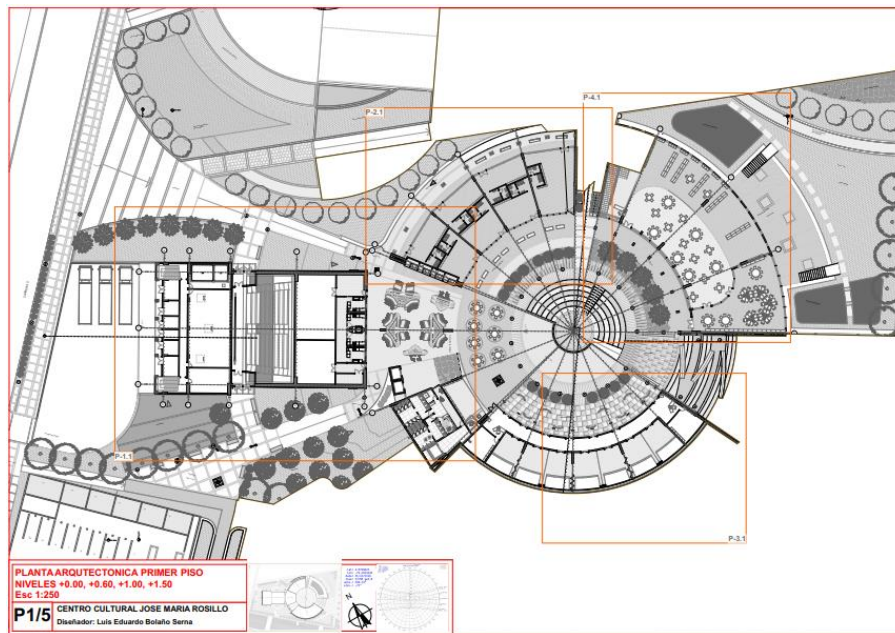 P-4.1
P-2.1
P-1.1
P-3.1
PLANTA ARQUTECTONICA PRIMER PISO
NIVELES +0.00, +0.60, +1.00, +1.50
Esc 1:250
P1/5
CENTRO CULTURAL JOSE MARIA ROSILLO
Diseñador: Luis Eduardo Bolaño Serna
N